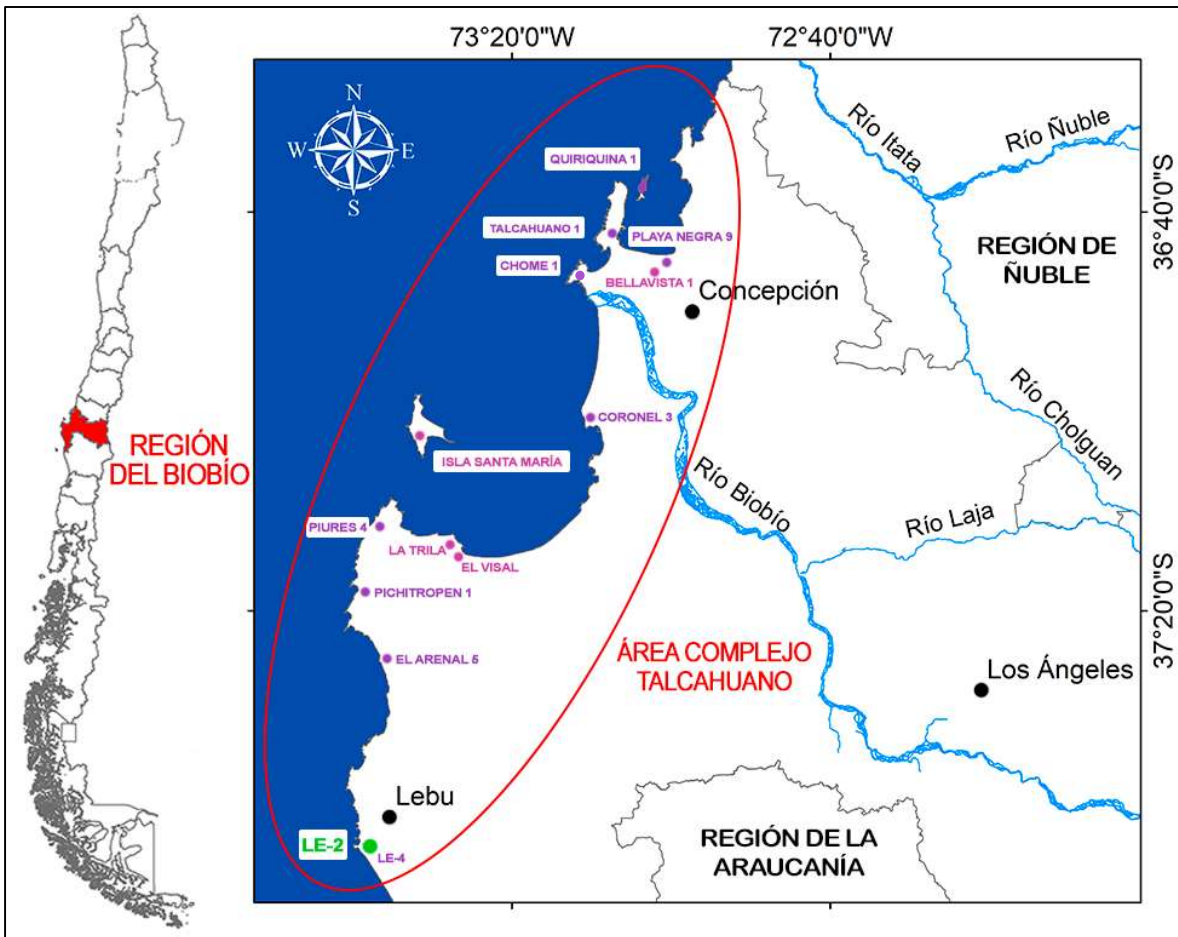 73°20'0"W
72°40'0"W
N
W
E
S
QUIRIQUINA 1
Río Itata
Río Ñuble
36°40'0"S
TALCAHUANO 1
PLAYA NEGRA 9
REGIÓN DE
ÑUBLE
CHOME 1
BELLAVISTA 1
Concepción
CORONEL 3
Río Cholguan
REGIÓN
DEL BIOBÍO
ISLA SANTA MARÍA
Río Biobío
Río Laja
PIURES 4
LA TRILA
EL VISAL
PICHITROPEN 1
37°20'0"S
EL ARENAL 5
ÁREA COMPLEJO
TALCAHUANO
Los Ángeles
Lebu
LE-2
LE-4
REGIÓN DE LA
ARAUCANÍA